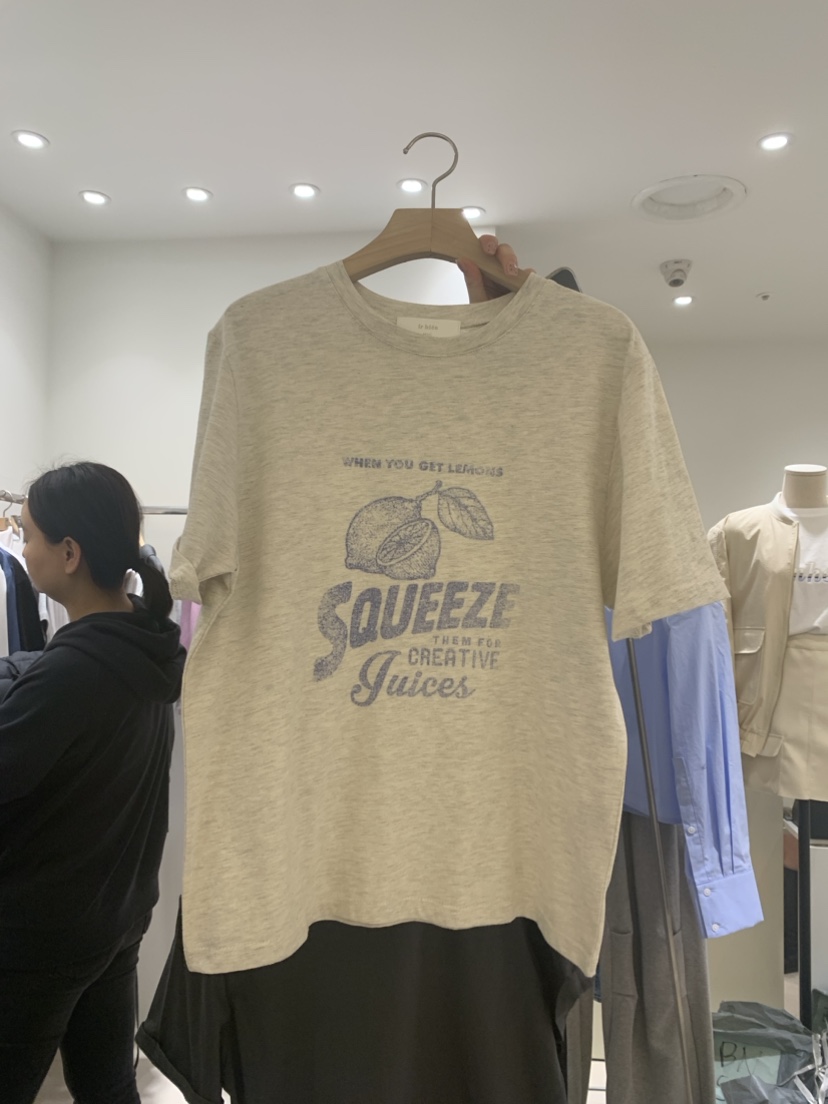 WHEN YOU GET LEMONS
SQUEEZE
THEM FOR
CREATIVE
Juices